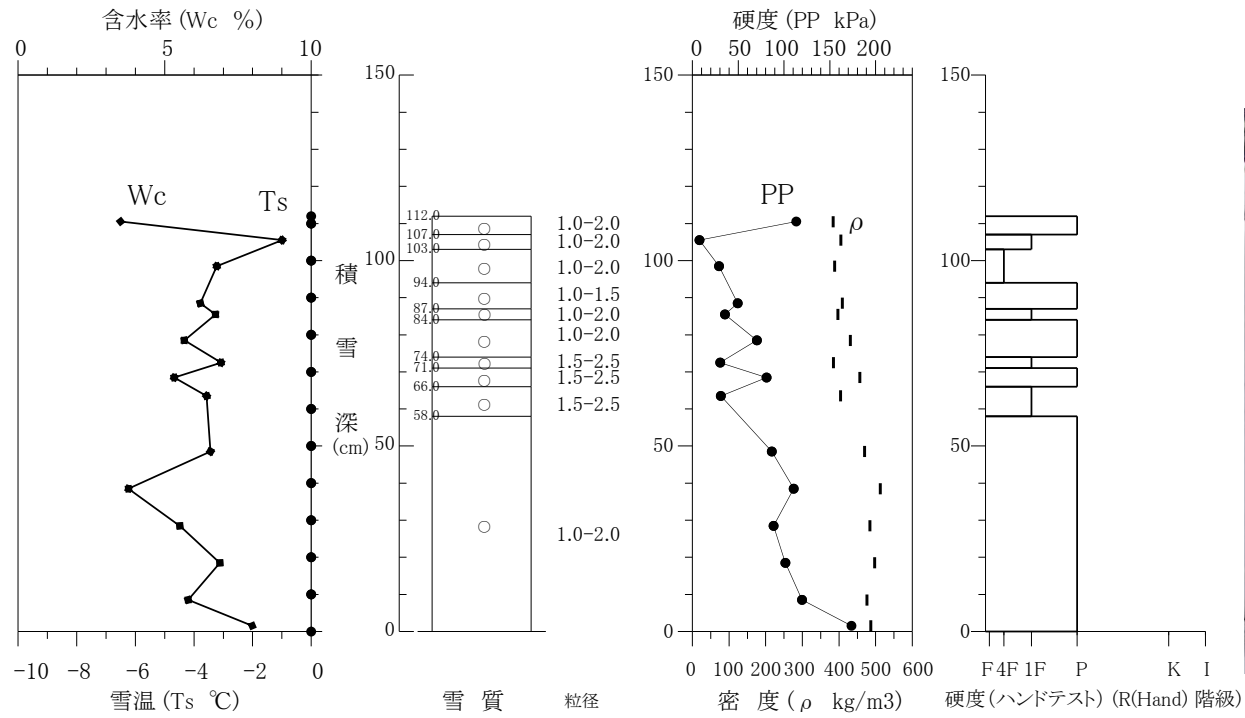 含水率 (Wc %)
0 5 10
Wc
Ts
-10 -8 -6 -4 -2 0
雪温 (Ts ℃)
積
雪
深
(cm)
150
100
50
0
112.0
107.0
103.0
94.0
87.0
84.0
74.0
71.0
66.0
58.0
雪 質
1.0-2.0
1.0-2.0
1.0-2.0
1.0-1.5
1.0-2.0
1.0-2.0
1.5-2.5
1.5-2.5
1.5-2.5
1.0-2.0
粒径
硬度 (PP kPa)
0 50 100 150 200
150
100
50
0
PP
ρ
0 100 200 300 400 500 600
密 度 (ρ kg/m3)
150
100
50
0
F 4F 1F P K I
硬度 (ハンドテスト) (R(Hand) 階級)